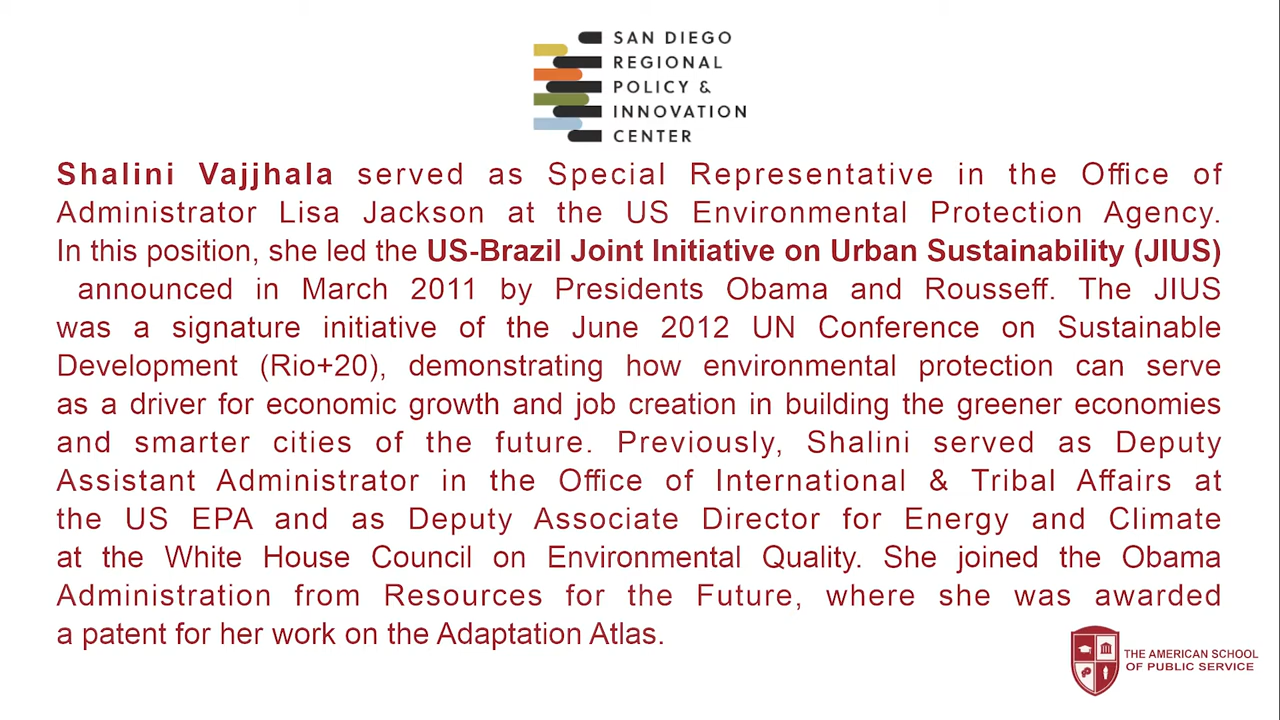 SAN DIEGO
REGIONAL
POLICY &
INNOVATION
CENTER
Shalini Vajjhala served as Special Representative in the Office of
Administrator Lisa Jackson at the US Environmental Protection Agency.
In this position, she led the US-Brazil Joint Initiative on Urban Sustainability (JIUS)
announced in March 2011 by Presidents Obama and Rousseff. The JIUS
was a signature initiative of the June 2012 UN Conference on Sustainable
Development (Rio+20), demonstrating how environmental protection can serve
as a driver for economic growth and job creation in building the greener economies
and smarter cities of the future. Previously, Shalini served as Deputy
Assistant Administrator in the Office of International & Tribal Affairs at
the US EPA and as Deputy Associate Director for Energy and Climate
at the White House Council on Environmental Quality. She joined the Obama
Administration from Resources for the Future, where she was awarded
a patent for her work on the Adaptation Atlas.
THE AMERICAN SCHOOL
OF PUBLIC SERVICE